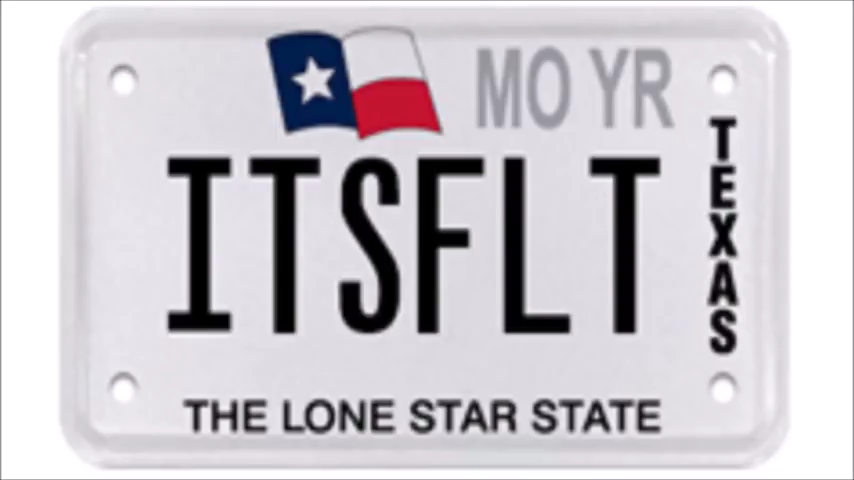 MO YR
ITSFLT
TEXAS
THE LONE STAR STATE